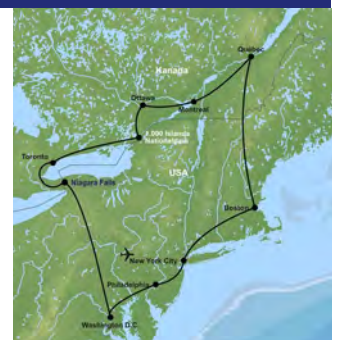 Québec
Kanada
Ottawa
Montreal
1.000 Islands
Nationalpark
Toronto
Niagara Falls
USA
Boston
New York City
Philadelphia
Washington D.C.